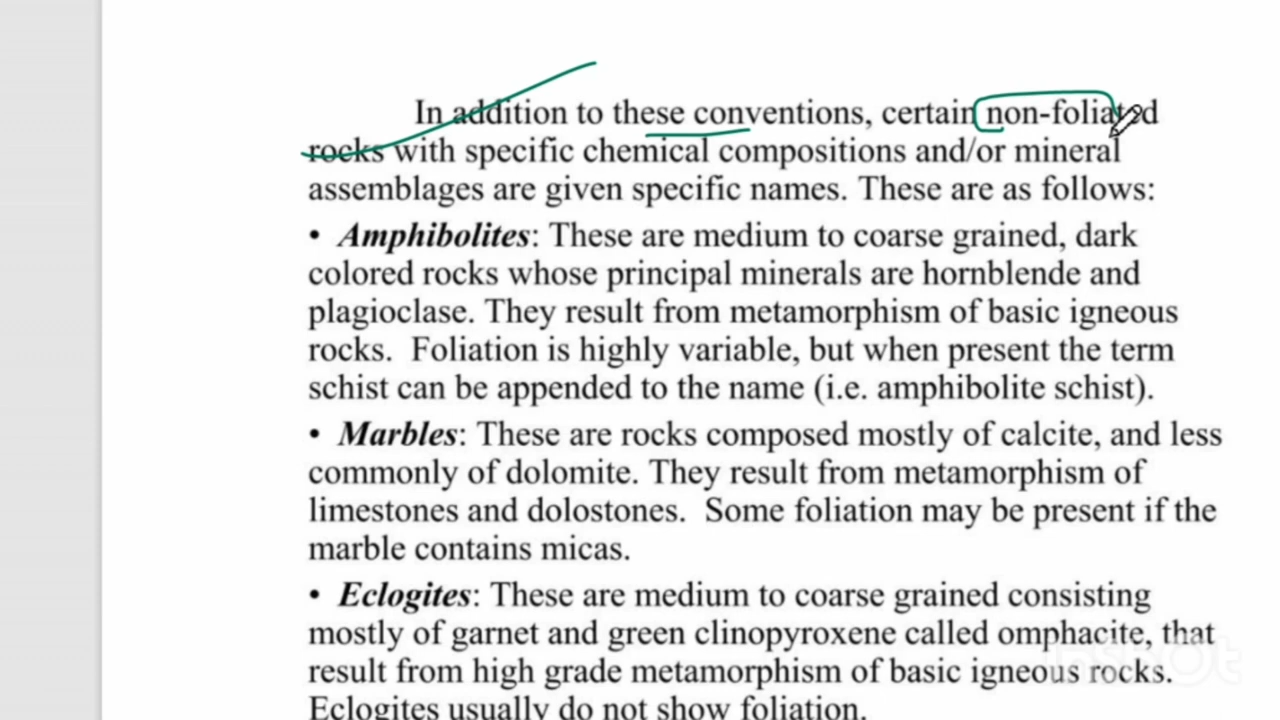 In addition to these conventions, certain non-foliated
rocks with specific chemical compositions and/or mineral
assemblages are given specific names. These are as follows:
• Amphibolites: These are medium to coarse grained, dark
colored rocks whose principal minerals are hornblende and
plagioclase. They result from metamorphism of basic igneous
rocks. Foliation is highly variable, but when present the term
schist can be appended to the name (i.e. amphibolite schist).
• Marbles: These are rocks composed mostly of calcite, and less
commonly of dolomite. They result from metamorphism of
limestones and dolostones. Some foliation may be present if the
marble contains micas.
• Eclogites: These are medium to coarse grained consisting
mostly of garnet and green clinopyroxene called omphacite, that
result from high grade metamorphism of basic igneous rocks.
Eclogites usually do not show foliation.